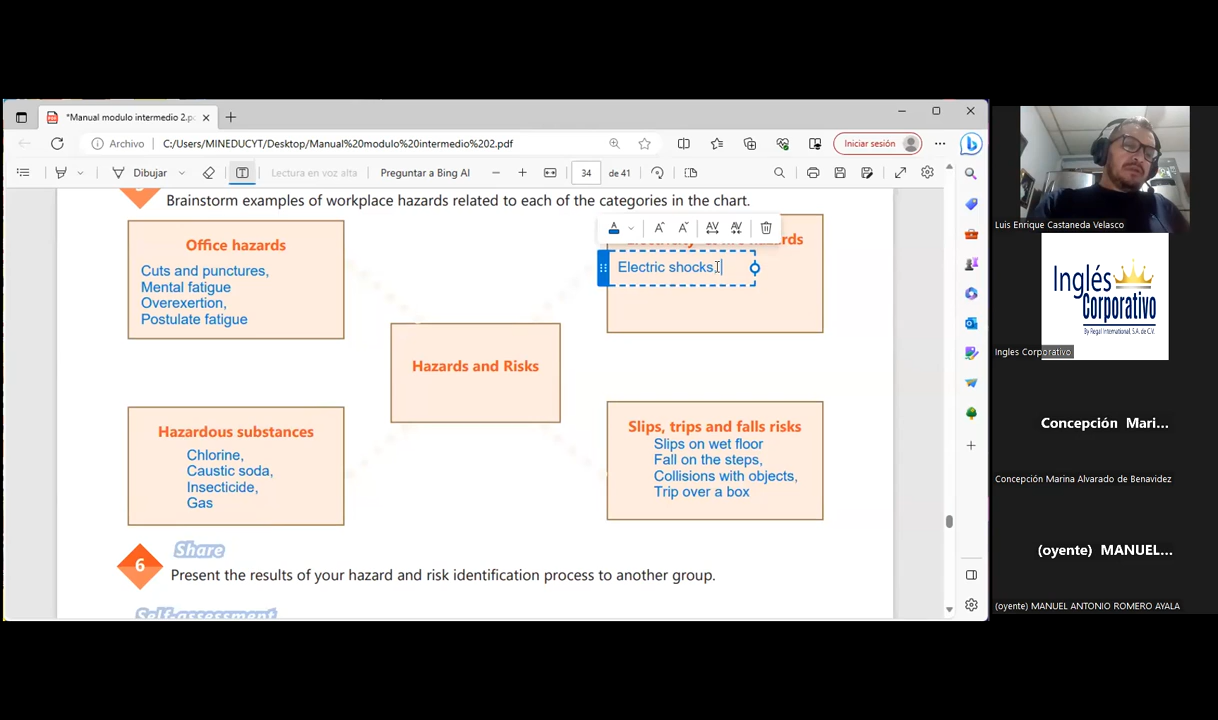 *Manual modulo intermedio 2.p
Archivo
C:/Users/MINEDUCYT/Desktop/Manual%20modulo%20intermedio%202.pdf
Iniciar sesión
Dibujar
Lectura en voz alta
Preguntar a Bing AI
34
de 41
Brainstorm examples of workplace hazards related to each of the categories in the chart.
Office hazards
Cuts and punctures,
Mental fatigue
Overexertion,
Postulate fatigue
Electric shocks,
Hazards and Risks
Hazardous substances
Chlorine,
Caustic soda,
Insecticide,
Gas
Slips, trips and falls risks
Slips on wet floor
Fall on the steps,
Collisions with objects,
Trip over a box
6
Share
Present the results of your hazard and risk identification process to another group.
Self-assessment
Luis Enrique Castaneda Velasco
Inglés
Corporativo
By Regal International, S.A. de C.V.
Ingles Corporativo
Concepción Mari...
Concepción Marina Alvarado de Benavidez
(oyente) MANUEL...
(oyente) MANUEL ANTONIO ROMERO AYALA